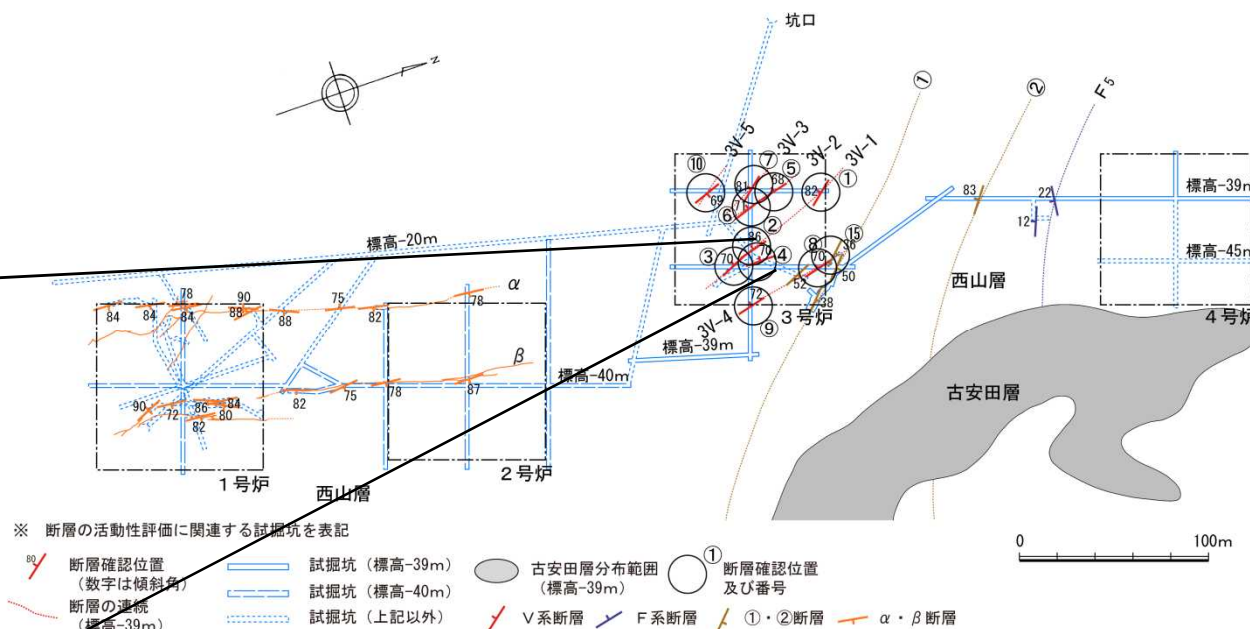 坑口
N
①
②
F5
3V-5
3V-3
3V-2
3V-1
⑩
⑦
⑤
①
69
81
68
82
⑥
7
②
86
③
70
70
④
⑧
70
⑮
36
50
52
38
72
3V-4
⑨
3号炉
83
22
12
標高-39m
標高-45m
4号炉
西山層
古安田層
標高-20m
標高-39m
標高-40m
78
84
84
84
90
88
88
75
82
78
α
β
90
72
86
84
80
82
82
75
78
87
1号炉
2号炉
西山層
※ 断層の活動性評価に関連する試掘坑を表記
80
断層確認位置
(数字は傾斜角)
断層の連続
(標高-39m)
試掘坑(標高-39m)
試掘坑(標高-40m)
試掘坑(上記以外)
古安田層分布範囲
(標高-39m)
①
断層確認位置
及び番号
V系断層
F系断層
①・②断層
α・β断層
0
100m